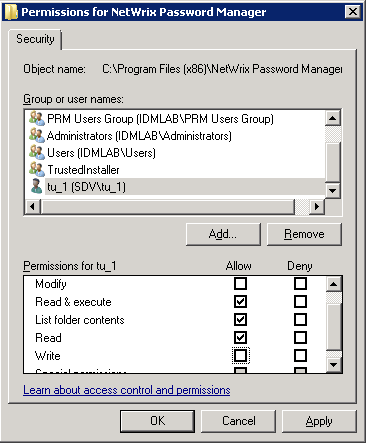 Permissions for NetWrix Password Manager
Security
Object name: C:\Program Files (x86)\NetWrix Password Manager
Group or user names:
PRM Users Group (IDMLAB\PRM Users Group)
Administrators (IDMLAB\Administrators)
Users (IDMLAB\Users)
TrustedInstaller
tu_1 (SDV\tu_1)
Add... Remove
Permissions for tu_1 Allow Deny
Modify
Read & execute
List folder contents
Read
Write
Special permissions
Learn about access control and permissions
OK Cancel Apply